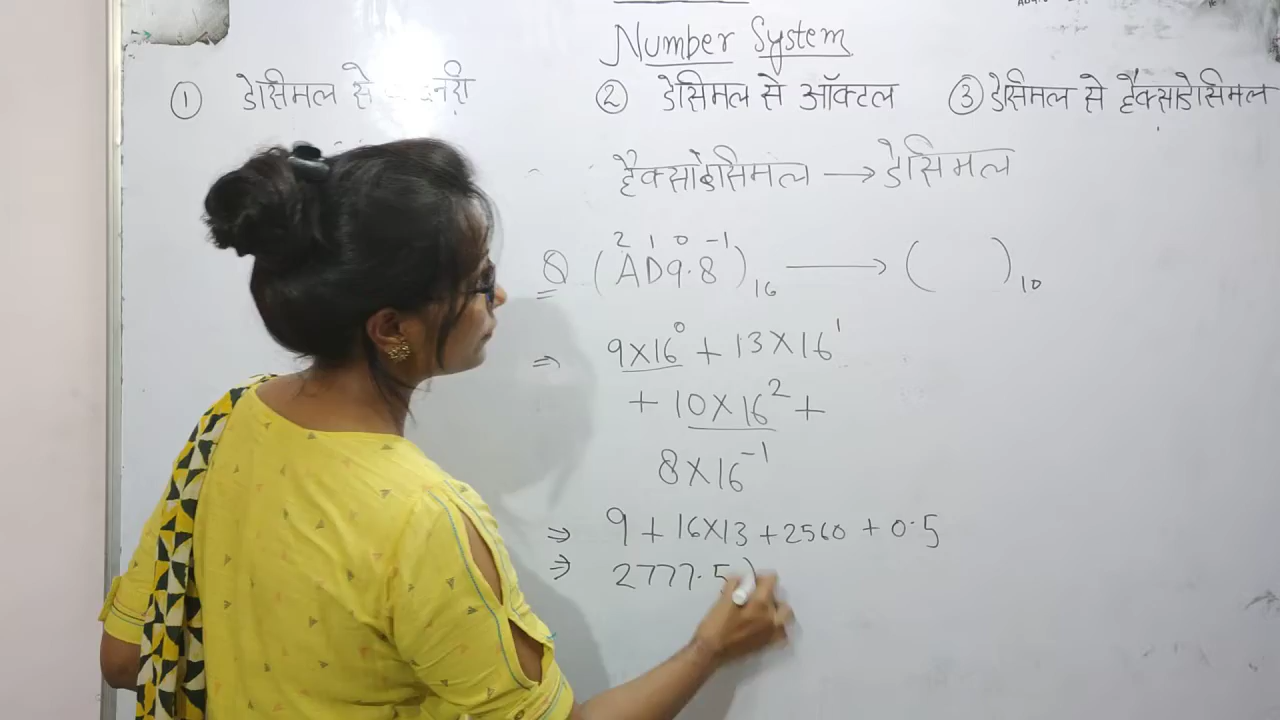 Number System
① डेसिमल से
② डेसिमल से ऑक्टल
③ डेसिमल से हैक्साडेसिमल
हैक्साडेसिमल → डेसिमल
2 1 0 -1
Q (AD9.8)₁₆ → ( )₁₀
⇒ 9×16⁰ + 13×16¹
+ 10×16² +
8×16⁻¹
⇒ 9 + 16×13 + 2560 + 0.5
⇒ 2777.5)